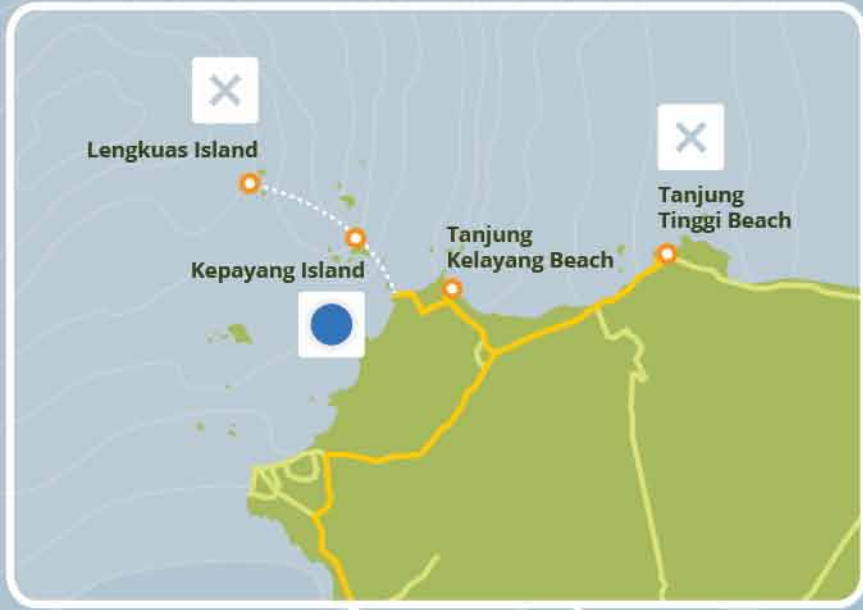 Lengkuas Island
Tanjung
Tinggi Beach
Tanjung
Kelayang Beach
Kepayang Island